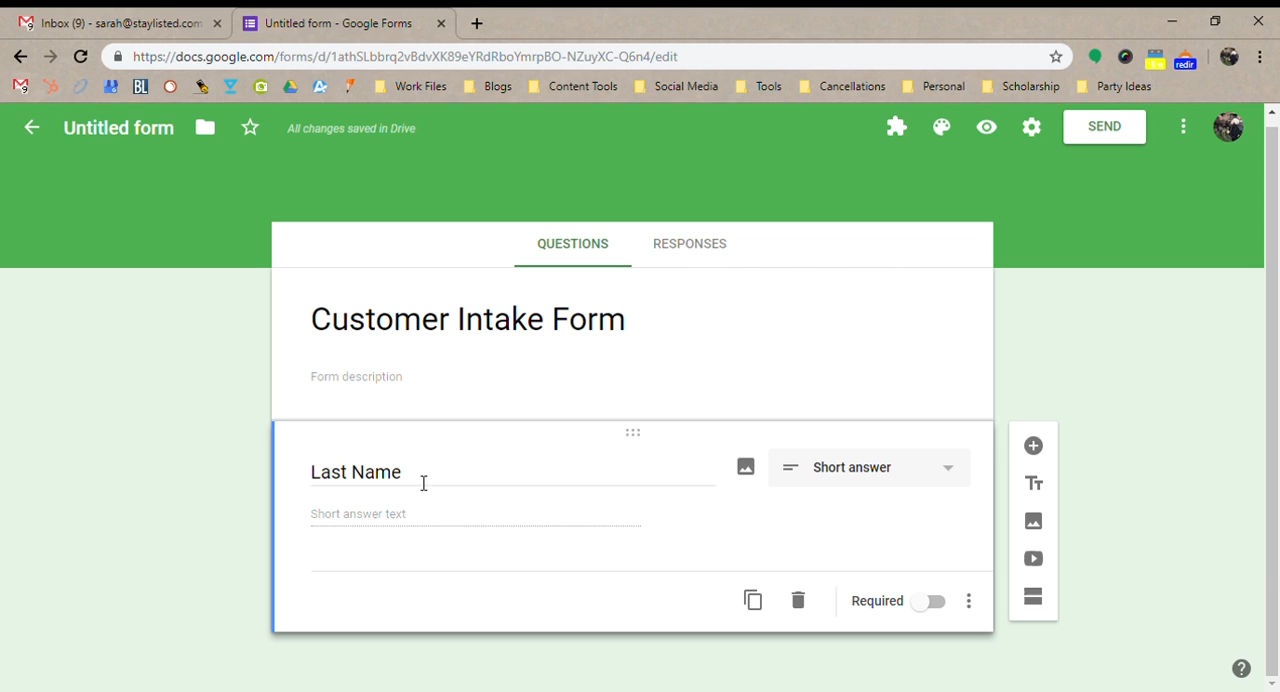 Inbox (9) - sarah@staylisted.com
Untitled form - Google Forms
https://docs.google.com/forms/d/1athSLbbrq2vBdvXK89eYRdRboYmrpBO-NZuyXC-Q6n4/edit
redir
BL
Work Files
Blogs
Content Tools
Social Media
Tools
Cancellations
Personal
Scholarship
Party Ideas
Untitled form
All changes saved in Drive
SEND
QUESTIONS
RESPONSES
Customer Intake Form
Form description
Last Name
Short answer
Short answer text
Required